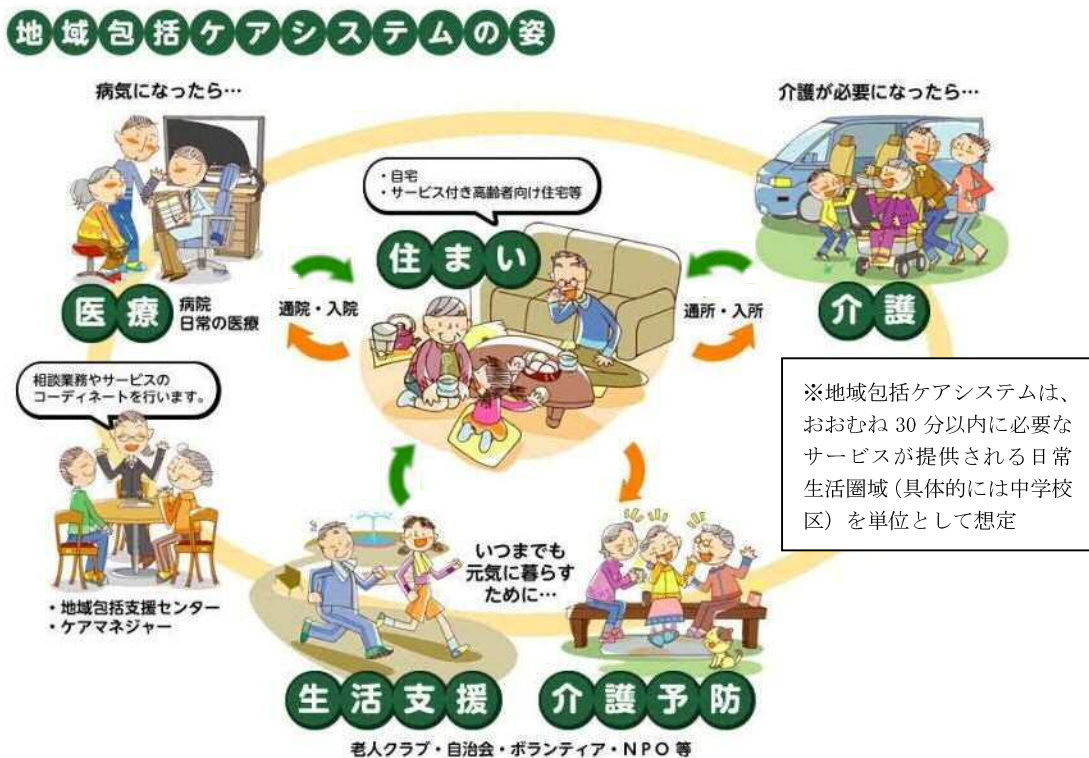 地域包括ケアシステムの姿
病気になったら…
介護が必要になったら…
・自宅
・サービス付き高齢者向け住宅等
住まい
医療
病院
日常の医療
通院・入院
通所・入所
介護
相談業務やサービスの
コーディネートを行います。
・地域包括支援センター
・ケアマネジャー
※地域包括ケアシステムは、
おおむね 30 分以内に必要な
サービスが提供される日常
生活圏域(具体的には中学校
区）を単位として想定
いつまでも
元気に暮らす
ために…
生活支援
介護予防
老人クラブ・自治会・ボランティア・NPO 等